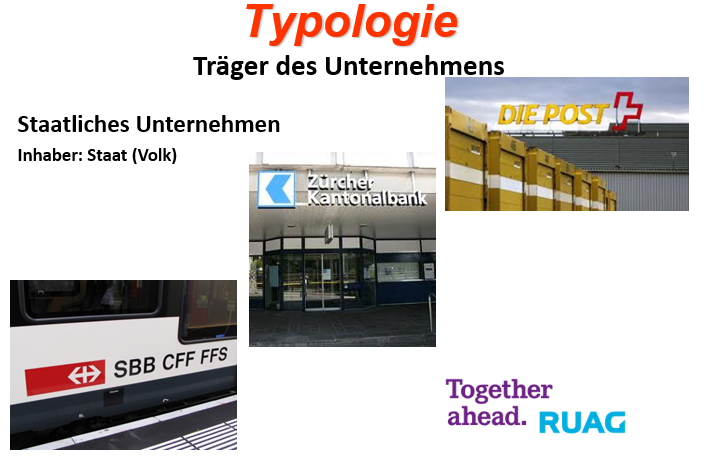 Typologie
Träger des Unternehmens
DIE POST
Staatliches Unternehmen
Inhaber: Staat (Volk)
Zürcher
Kantonalbank
SBB CFF FFS
Together
ahead. RUAG